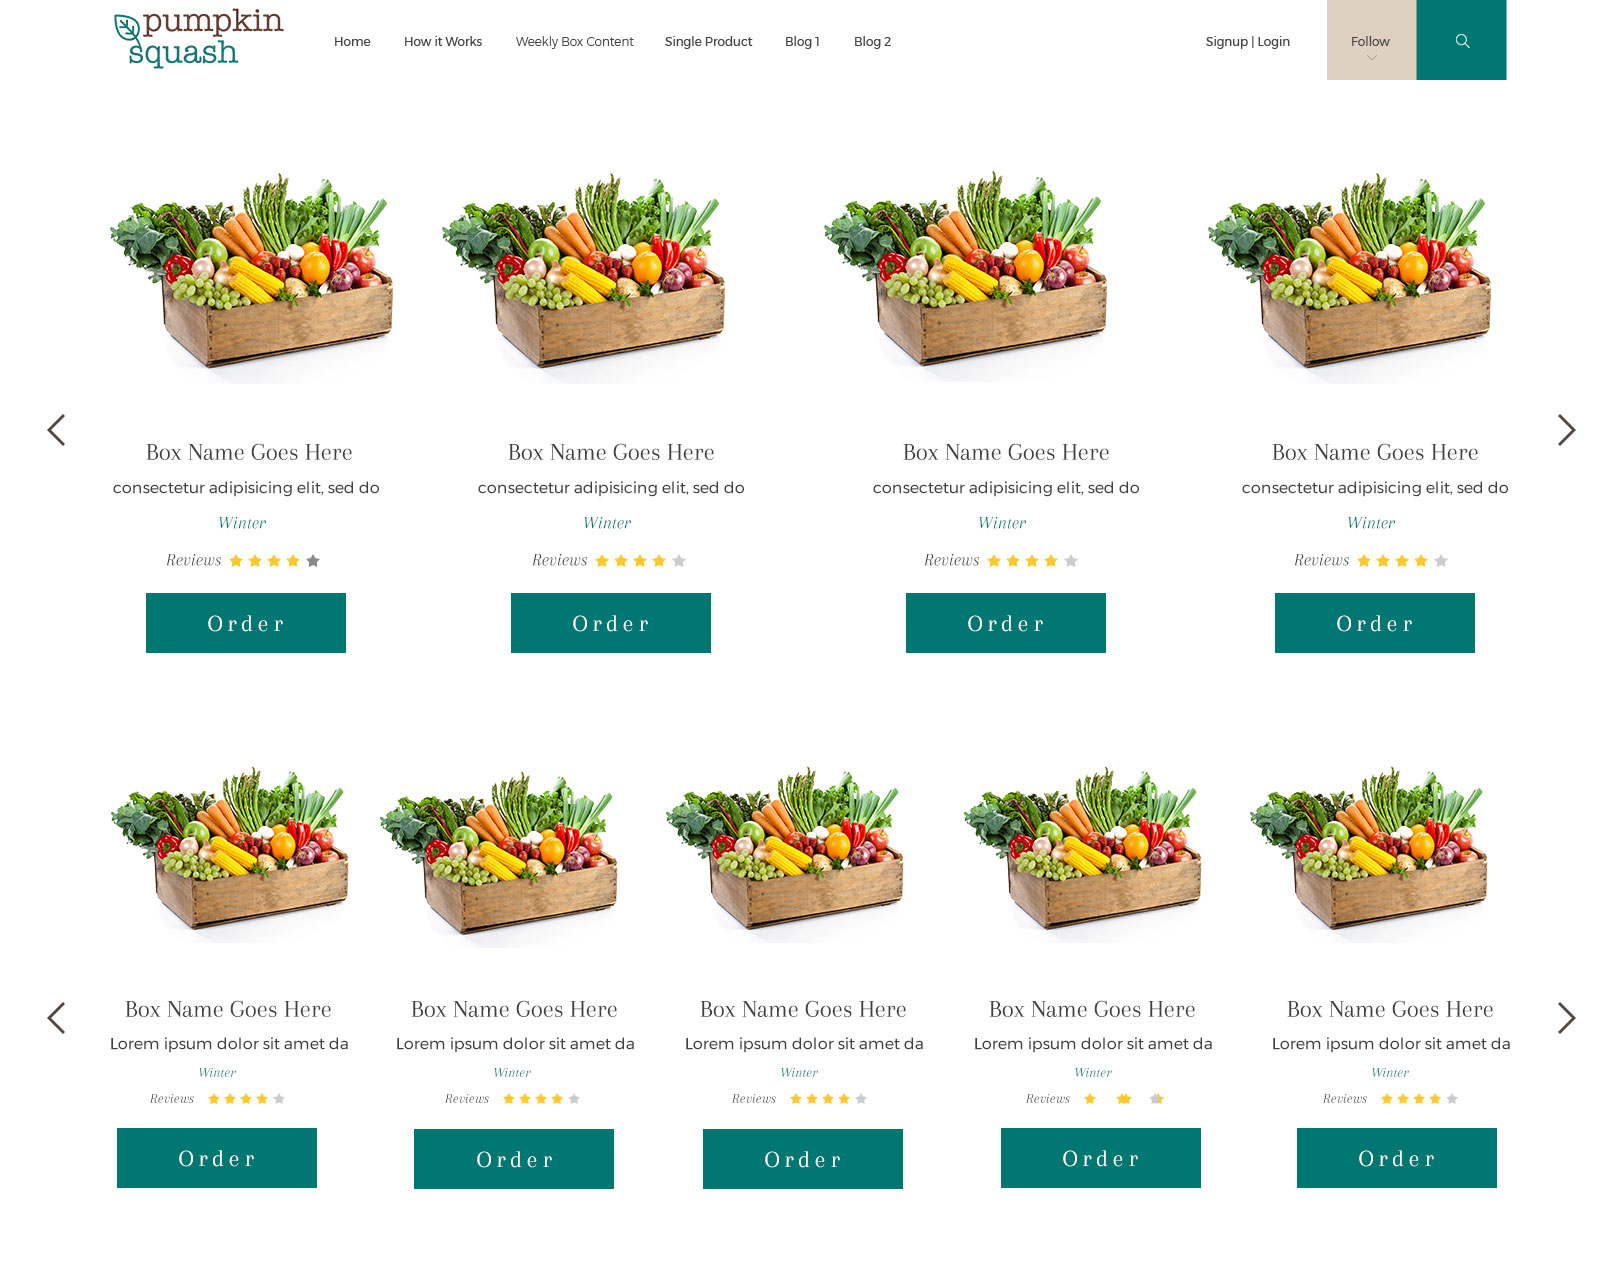 pumpkin
squash
Home How it Works Weekly Box Content Single Product Blog 1 Blog 2 Signup | Login Follow
Box Name Goes Here Box Name Goes Here Box Name Goes Here Box Name Goes Here
consectetur adipisicing elit, sed do consectetur adipisicing elit, sed do consectetur adipisicing elit, sed do consectetur adipisicing elit, sed do
Winter Winter Winter Winter
Reviews Reviews Reviews Reviews
Order Order Order Order
Box Name Goes Here Box Name Goes Here Box Name Goes Here Box Name Goes Here Box Name Goes Here
Lorem ipsum dolor sit amet da Lorem ipsum dolor sit amet da Lorem ipsum dolor sit amet da Lorem ipsum dolor sit amet da Lorem ipsum dolor sit amet da
Winter Winter Winter Winter Winter
Reviews Reviews Reviews Reviews Reviews
Order Order Order Order Order